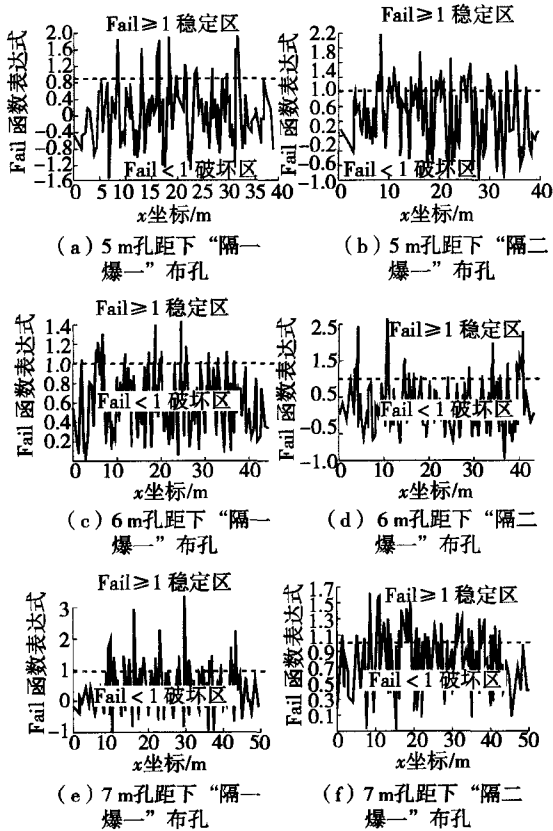 Fail≥1 稳定区
Fail 函数表达式
2.0
1.6
1.2
0.8
0.4
0
−0.4
−0.8
−1.2
−1.6
Fail<1 破坏区
0 5 10 15 20 25 30 35 40
x坐标/m
(a) 5 m孔距下“隔一
爆一”布孔
Fail≥1 稳定区
Fail 函数表达式
2.2
1.8
1.4
1.0
0.6
0.2
−0.2
−0.6
−1.0
Fail<1 破坏区
0 10 20 30 40
x坐标/m
(b) 5 m孔距下“隔二
爆一”布孔
Fail≥1 稳定区
Fail 函数表达式
1.4
1.2
1.0
0.8
0.6
0.4
0.2
Fail<1 破坏区
0 10 20 30 40
x坐标/m
(c) 6 m孔距下“隔一
爆一”布孔
Fail≥1 稳定区
Fail 函数表达式
2.5
1.5
0.5
−0.5
−1.0
Fail<1 破坏区
0 10 20 30 40
x坐标/m
(d) 6 m孔距下“隔二
爆一”布孔
Fail≥1 稳定区
Fail 函数表达式
3
2
1
0
−1
Fail<1 破坏区
0 10 20 30 40 50
x坐标/m
(e) 7 m孔距下“隔一
爆一”布孔
Fail≥1 稳定区
Fail 函数表达式
1.7
1.5
1.3
1.1
0.9
0.7
0.5
0.3
0.1
Fail<1 破坏区
0 10 20 30 40 50
x坐标/m
(f) 7 m孔距下“隔二
爆一”布孔